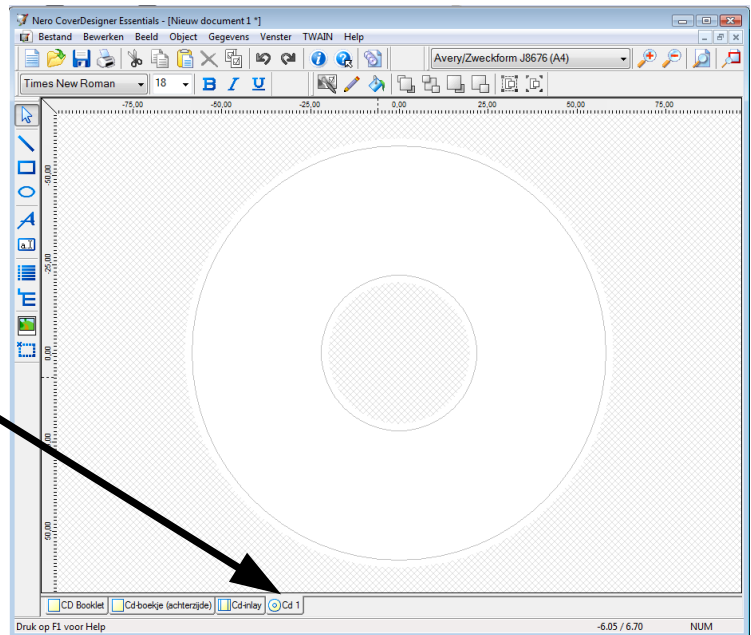 Nero CoverDesigner Essentials - [Nieuw document 1 *]
Bestand Bewerken Beeld Object Gegevens Venster TWAIN Help
Avery/Zweckform J8676 (A4)
Times New Roman 18 B I U
-75,00 -50,00 -25,00 0,00 25,00 50,00 75,00
-50,00
-25,00
0,00
50,00
CD Booklet Cd-boekje (achterzijde) Cd-inlay Cd 1
Druk op F1 voor Help -6.05 / 6.70 NUM